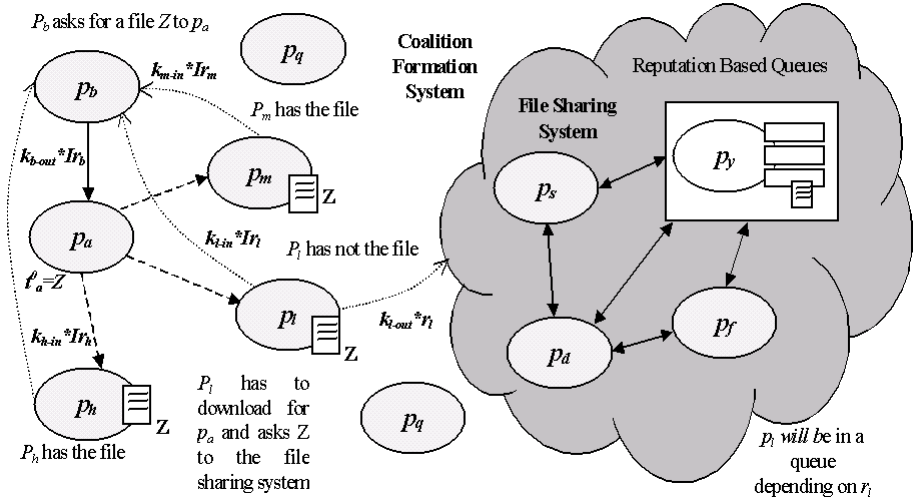 P_b asks for a file Z to p_a
p_q
p_b
k_m-in*Ir_m
P_m has the file
k_b-out*Ir_b
p_m
Z
p_a
t^0_a=Z
k_l-in*Ir_l
P_l has not the file
p_l
Z
k_l-out*r_l
k_h-in*Ir_h
p_h
Z
P_h has the file
P_l has to
download for
p_a and asks Z
to the file
sharing system
p_q
Coalition
Formation
System
Reputation Based Queues
File Sharing
System
p_y
p_s
p_d
p_f
p_l will be in a
queue
depending on r_l